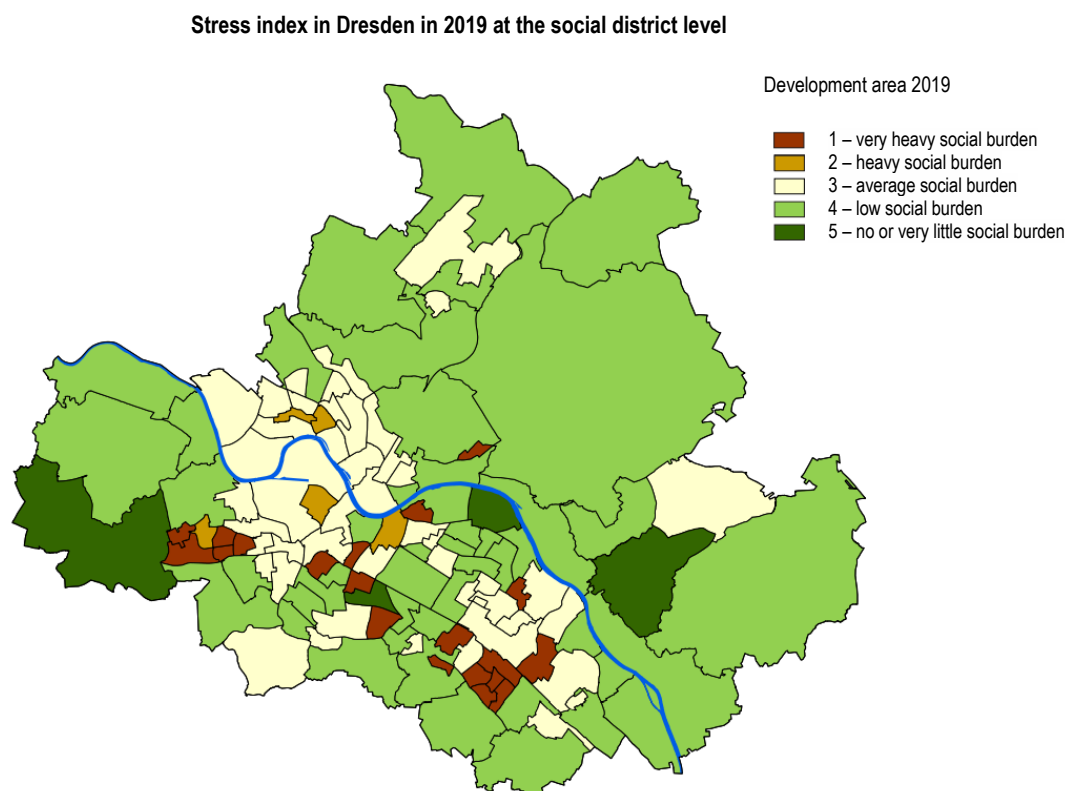 Stress index in Dresden in 2019 at the social district level
Development area 2019
1 – very heavy social burden
2 – heavy social burden
3 – average social burden
4 – low social burden
5 – no or very little social burden